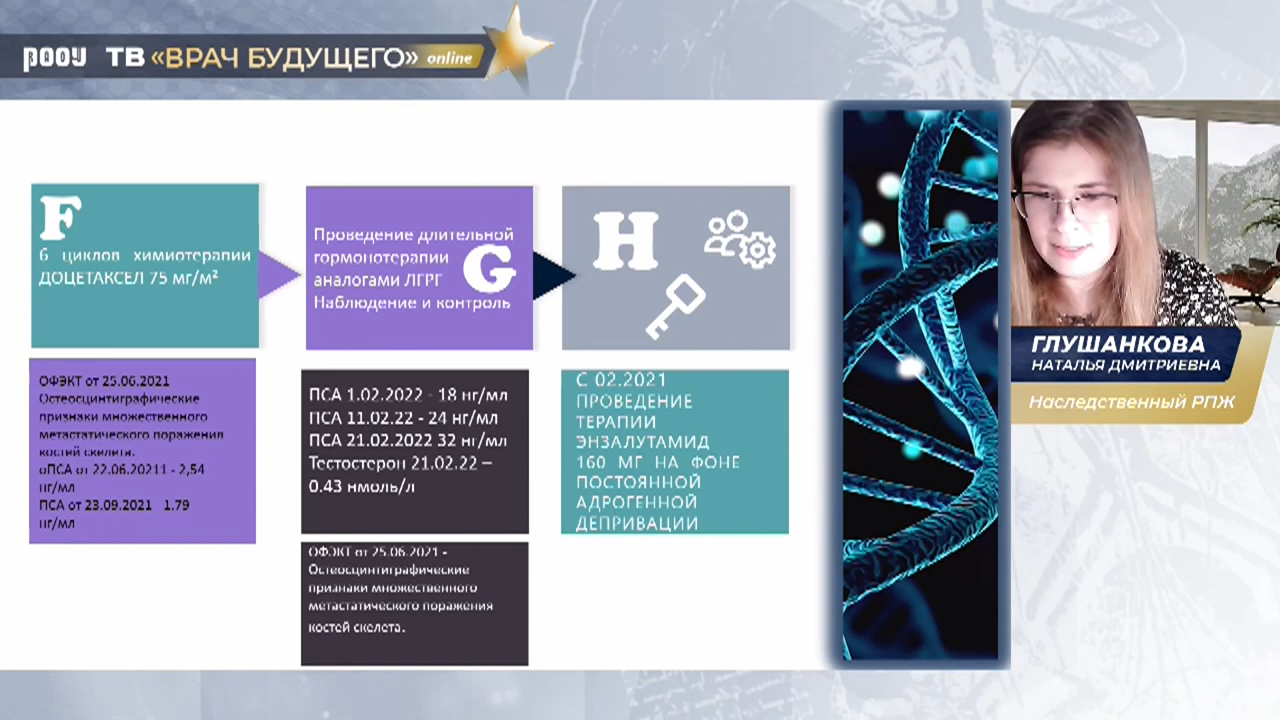 РООУ ТВ «ВРАЧ БУДУЩЕГО» online
F
6 циклов химиотерапии
ДОЦЕТАКСЕЛ 75 мг/м²
Проведение длительной
гормонотерапии
аналогами ЛГРГ
Наблюдение и контроль
G
H
ОФЭКТ от 25.06.2021
Остеосцинтиграфические
признаки множественного
метастатического поражения
костей скилета.
оПСА от 22.06.20211 - 2,54
нг/мл
ПСА от 23.09.2021 1.79
нг/мл
ПСА 1.02.2022 - 18 нг/мл
ПСА 11.02.22 - 24 нг/мл
ПСА 21.02.2022 32 нг/мл
Тестостерон 21.02.22 –
0.43 нмоль/л
ОФЭКТ от 25.06.2021 -
Остеосцинтиграфические
признаки множественного
метастатического поражения
костей скелета.
С 02.2021
ПРОВЕДЕНИЕ
ТЕРАПИИ
ЭНЗАЛУТАМИД
160 МГ НА ФОНЕ
ПОСТОЯННОЙ
АДРОГЕННОЙ
ДЕПРИВАЦИИ
ГЛУШАНКОВА
НАТАЛЬЯ ДМИТРИЕВНА
Наследственный РПЖ